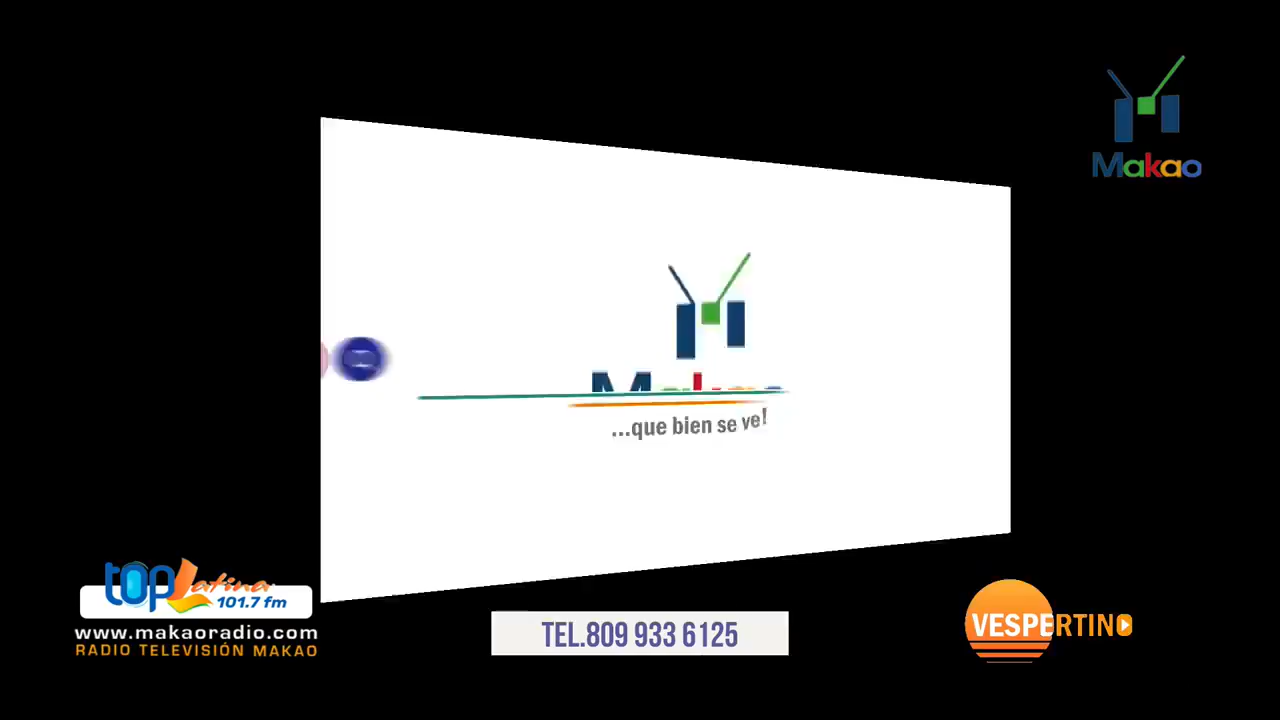 Makao
Makao
...que bien se ve!
top Latina
101.7 fm
www.makaoradio.com
RADIO TELEVISIÓN MAKAO
TEL.809 933 6125
VESPERTINO